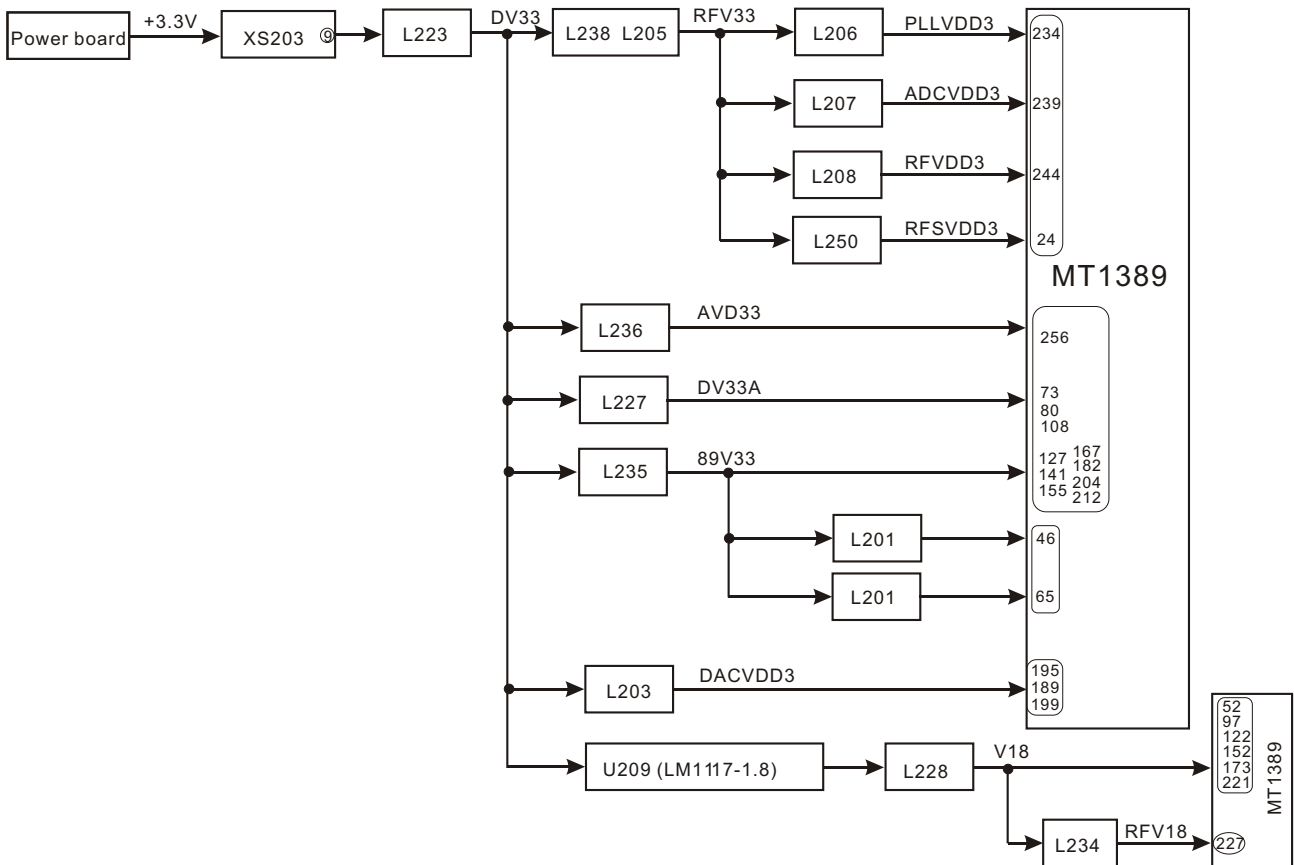 Power board
+3.3V
XS203 ⑨
L223
DV33
L238 L205
RFV33
L206
PLLVDD3
234
L207
ADCVDD3
239
L208
RFVDD3
244
L250
RFSVDD3
24
MT1389
L236
AVD33
256
L227
DV33A
73
80
108
L235
89V33
127
141
155
167
182
204
212
L201
46
L201
65
L203
DACVDD3
195
189
199
U209 (LM1117-1.8)
L228
V18
52
97
122
152
173
221
MT1389
L234
RFV18
227